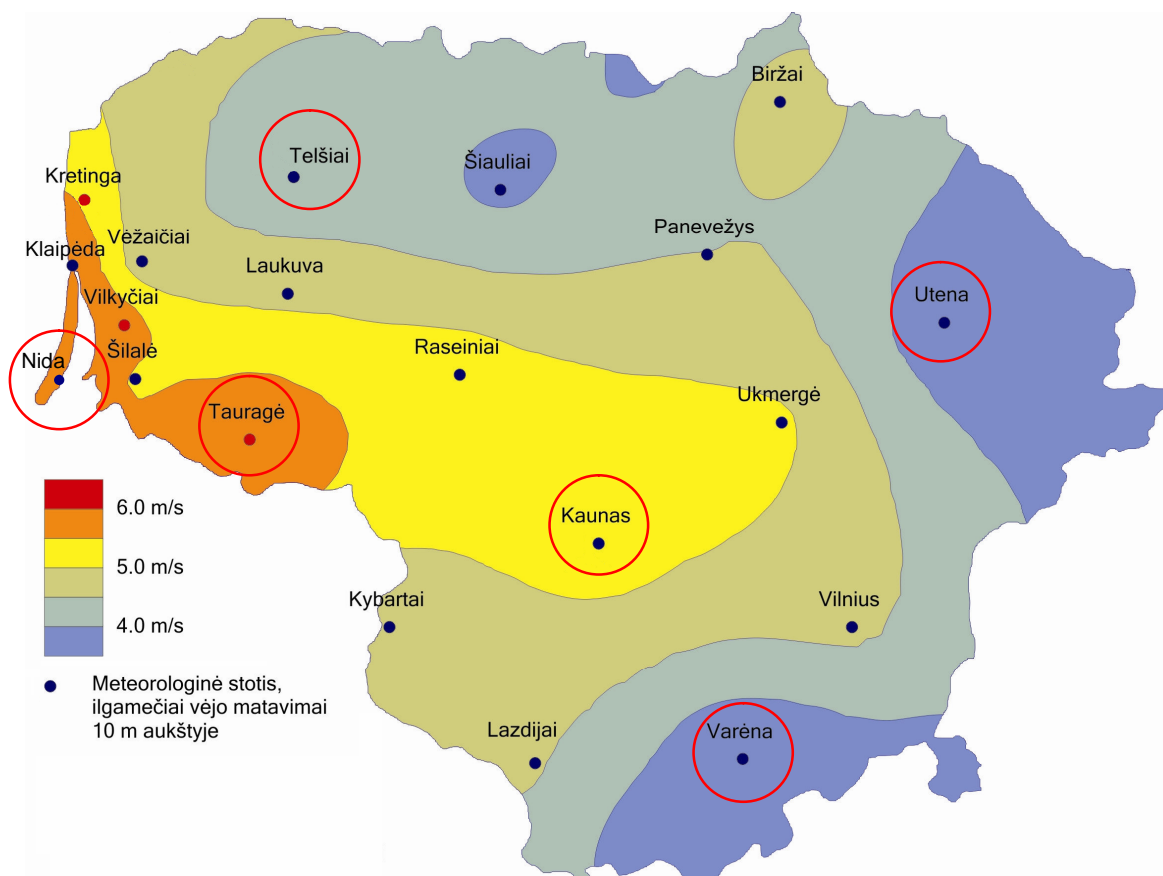 Biržai
Telšiai
Šiauliai
Kretinga
Panevežys
Vėžaičiai
Klaipėda
Laukuva
Utena
Vilkyčiai
Nida
Šilalė
Raseiniai
Ukmergė
Tauragė
6.0 m/s
Kaunas
5.0 m/s
Kybartai
Vilnius
4.0 m/s
Meteorologinė stotis,
ilgamečiai vėjo matavimai
10 m aukštyje
Lazdijai
Varėna